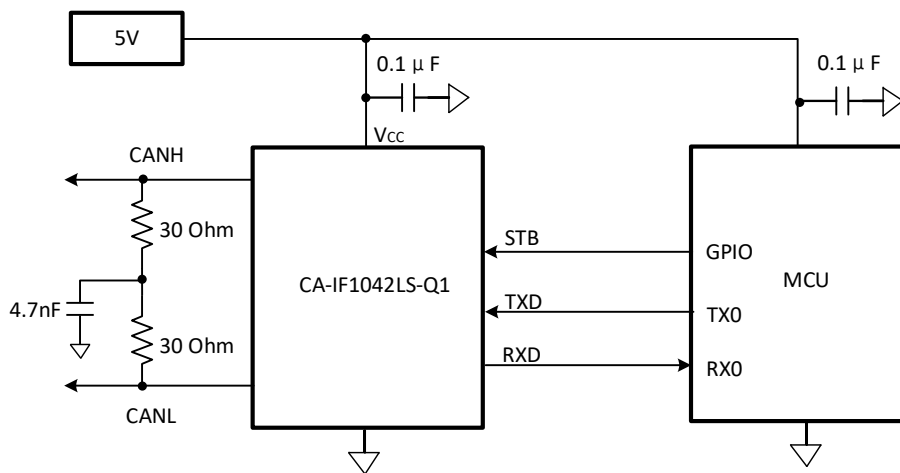 5V
0.1 μ F
0.1 μ F
VCC
CANH
30 Ohm
STB
GPIO
CA-IF1042LS-Q1
MCU
4.7nF
TXD
TX0
30 Ohm
RXD
RX0
CANL